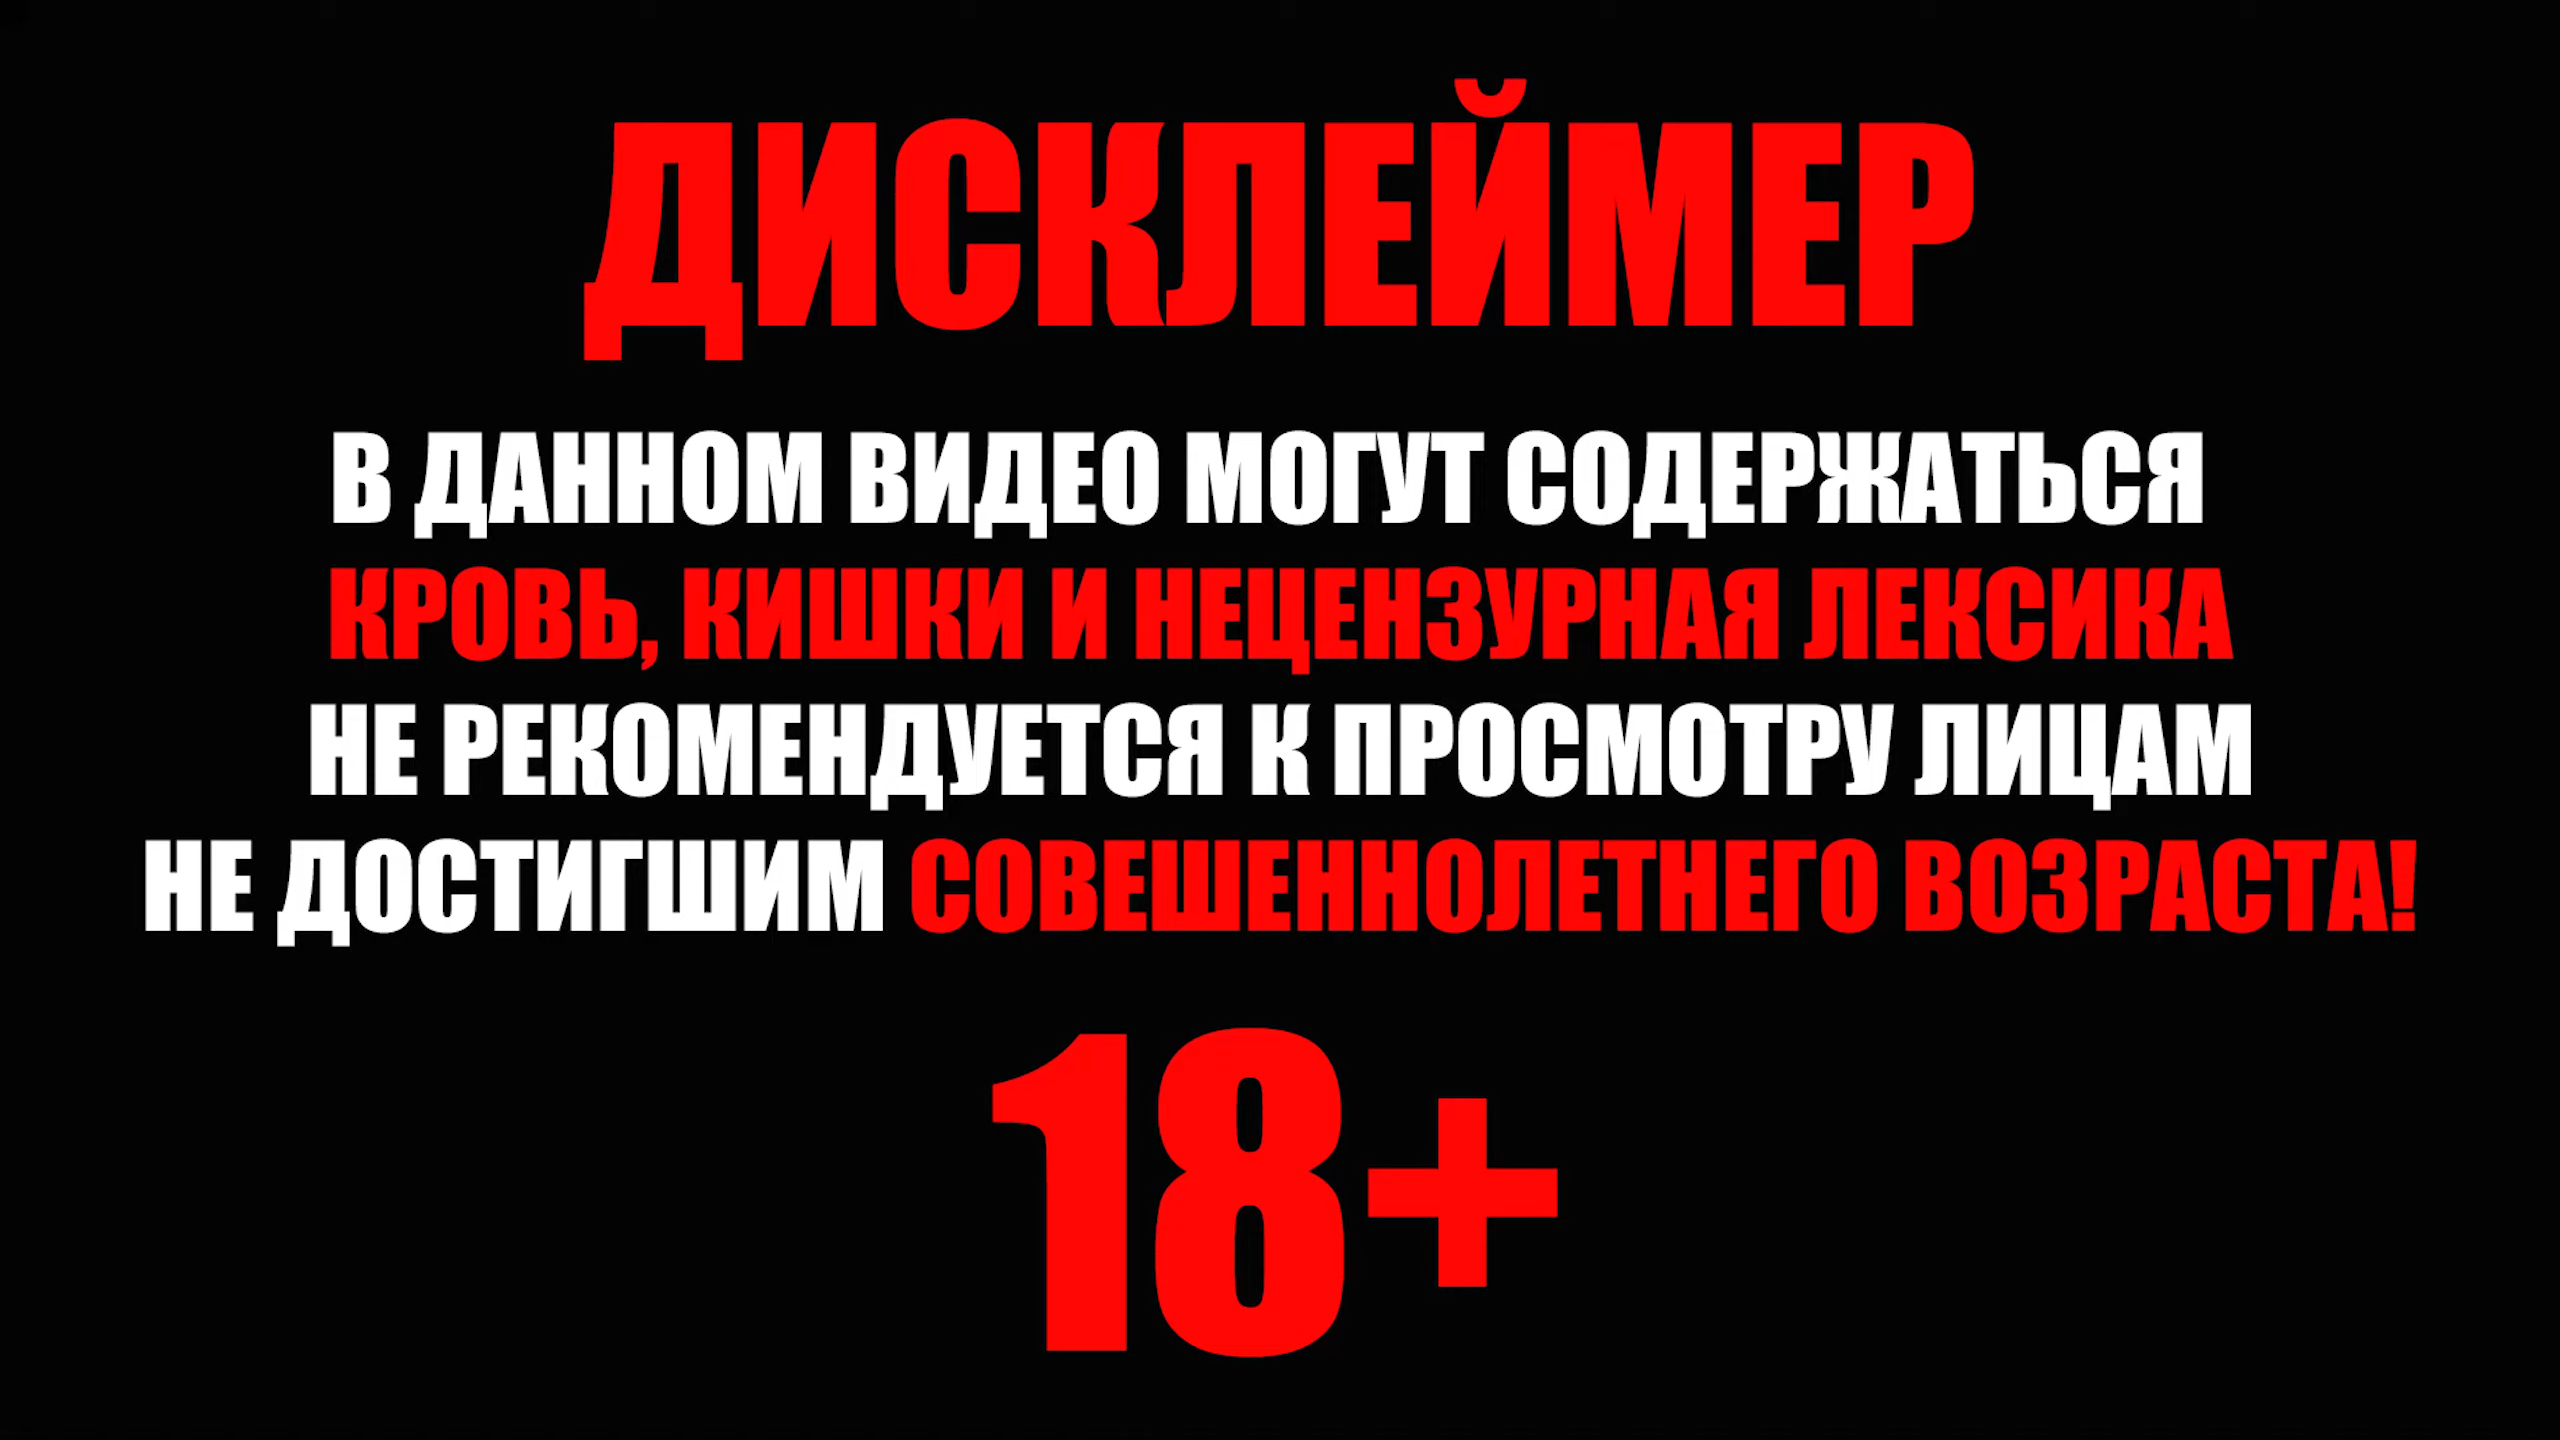 ДИСКЛЕЙМЕР
В ДАННОМ ВИДЕО МОГУТ СОДЕРЖАТЬСЯ
КРОВЬ, КИШКИ И НЕЦЕНЗУРНАЯ ЛЕКСИКА
НЕ РЕКОМЕНДУЕТСЯ К ПРОСМОТРУ ЛИЦАМ
НЕ ДОСТИГШИМ СОВЕШЕННОЛЕТНЕГО ВОЗРАСТА!
18+